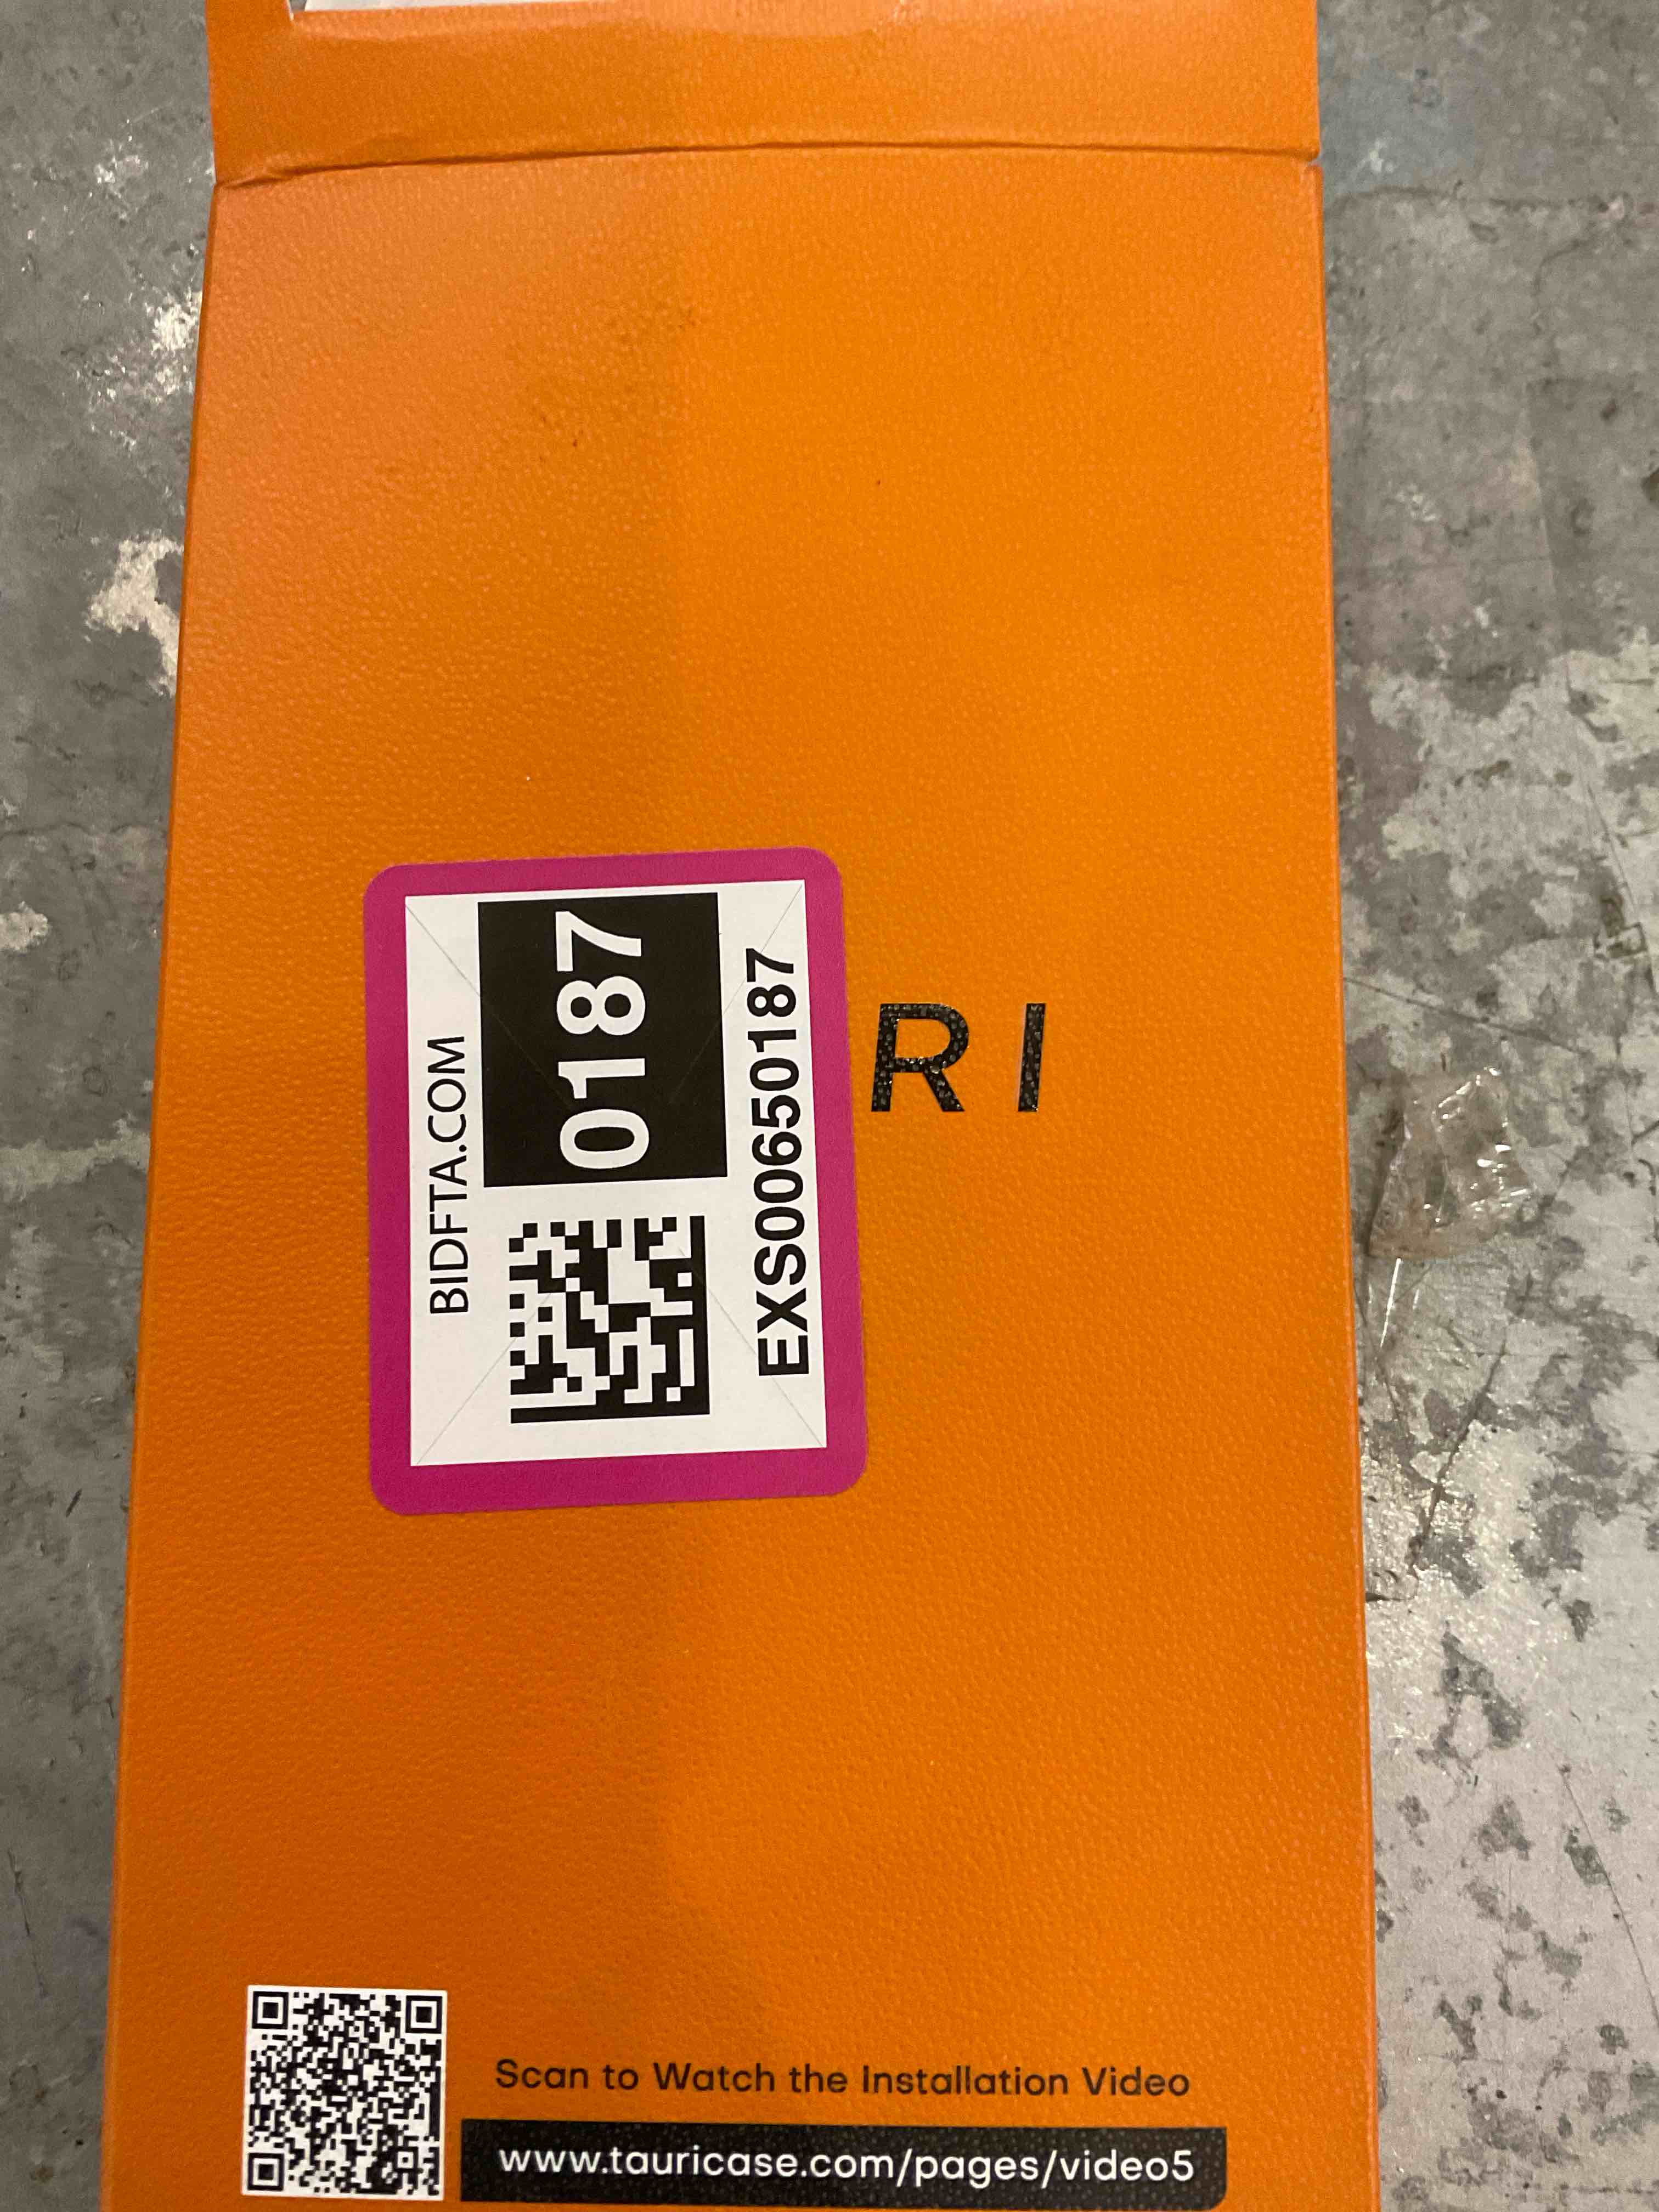 BIDFTA.COM
0187
EXS00650187
RI
Scan to Watch the Installation Video
www.tauricase.com/pages/video5